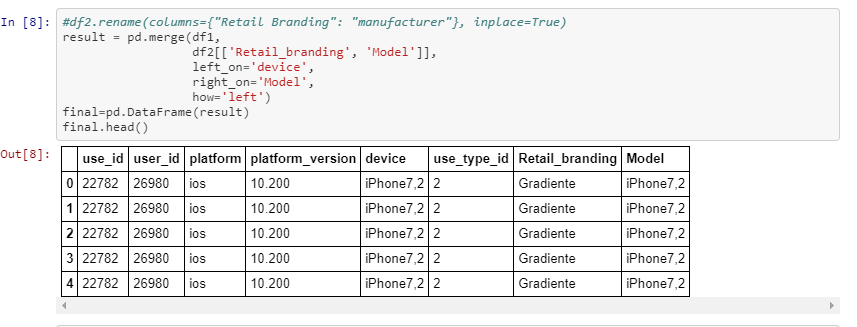 In [8]: #df2.rename(columns={"Retail Branding": "manufacturer"}, inplace=True)
result = pd.merge(df1,
df2[['Retail_branding', 'Model']],
left_on='device',
right_on='Model',
how='left')
final=pd.DataFrame(result)
final.head()
Out[8]:
use_id user_id platform platform_version device use_type_id Retail_branding Model
0 22782 26980 ios 10.200 iPhone7,2 2 Gradiente iPhone7,2
1 22782 26980 ios 10.200 iPhone7,2 2 Gradiente iPhone7,2
2 22782 26980 ios 10.200 iPhone7,2 2 Gradiente iPhone7,2
3 22782 26980 ios 10.200 iPhone7,2 2 Gradiente iPhone7,2
4 22782 26980 ios 10.200 iPhone7,2 2 Gradiente iPhone7,2